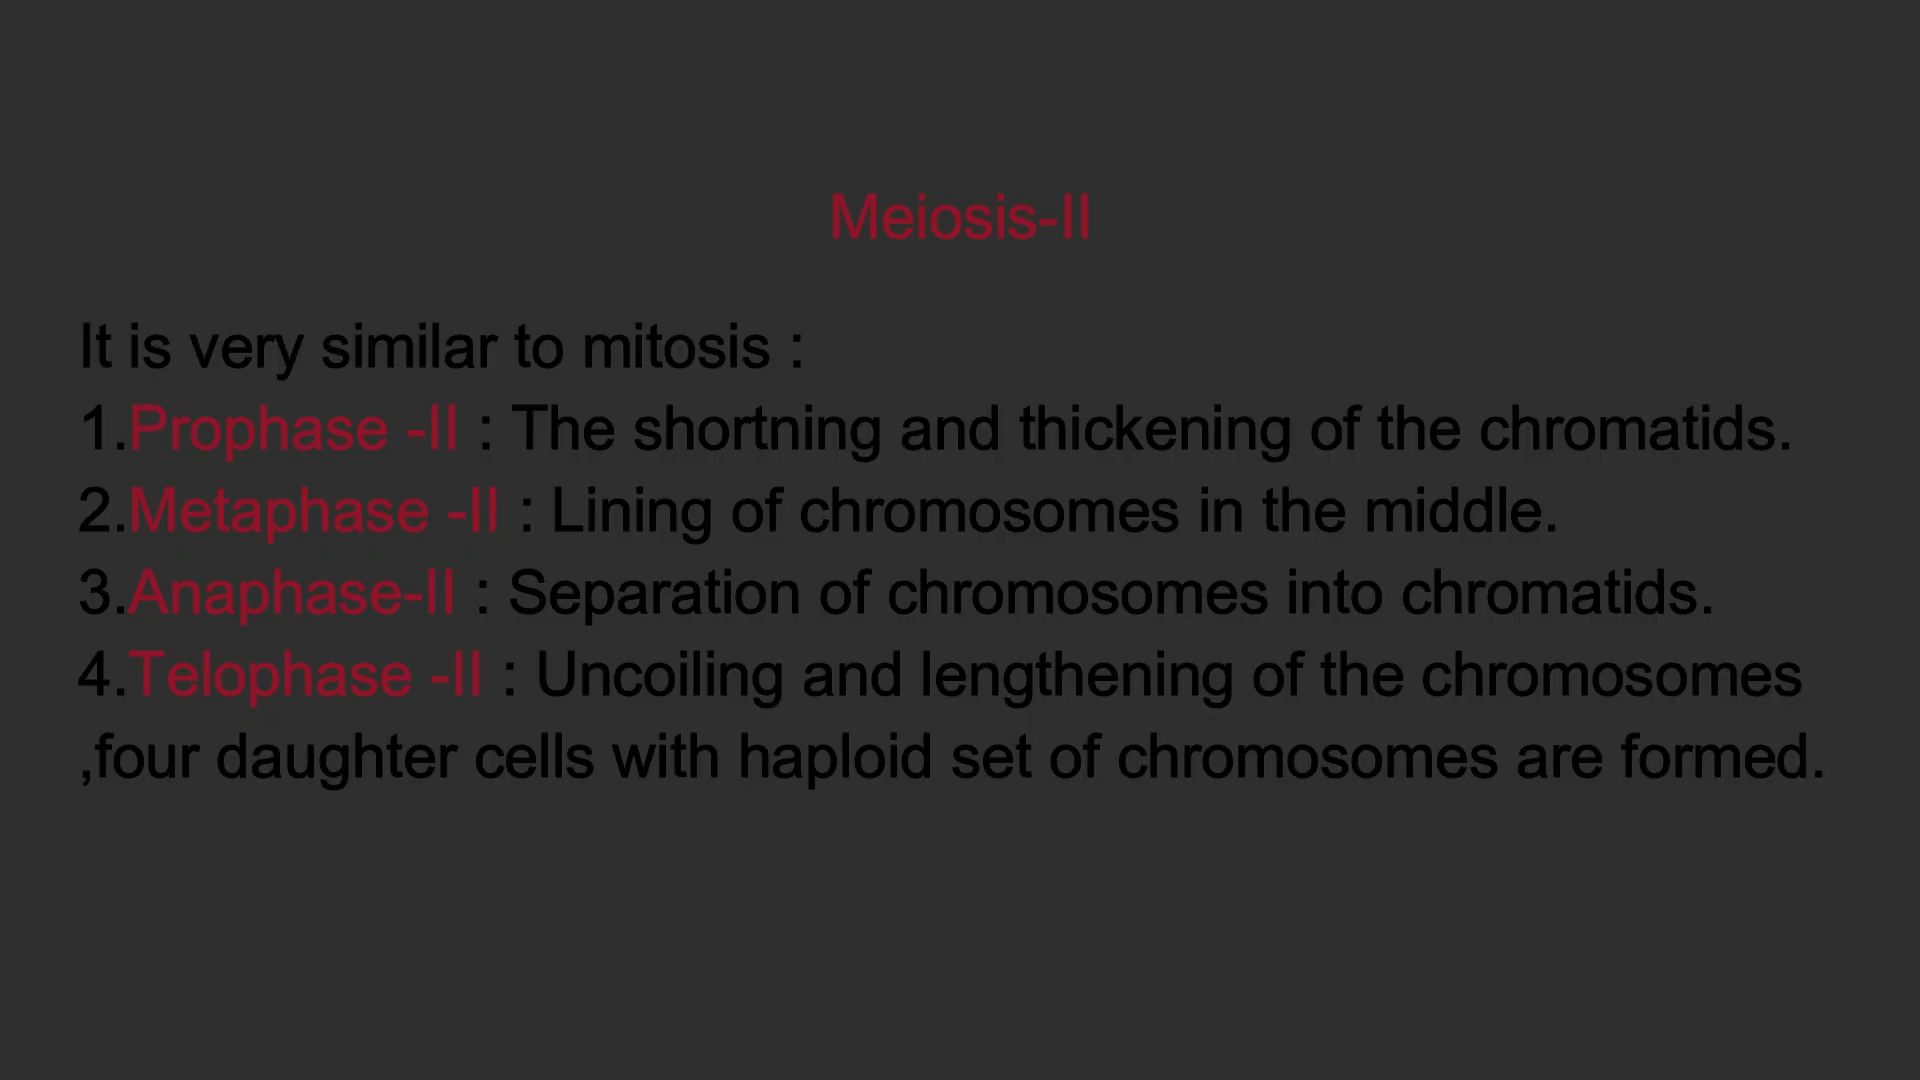 Meiosis-II
It is very similar to mitosis :
1.Prophase -II : The shortning and thickening of the chromatids.
2.Metaphase -II : Lining of chromosomes in the middle.
3.Anaphase-II : Separation of chromosomes into chromatids.
4.Telophase -II : Uncoiling and lengthening of the chromosomes
,four daughter cells with haploid set of chromosomes are formed.